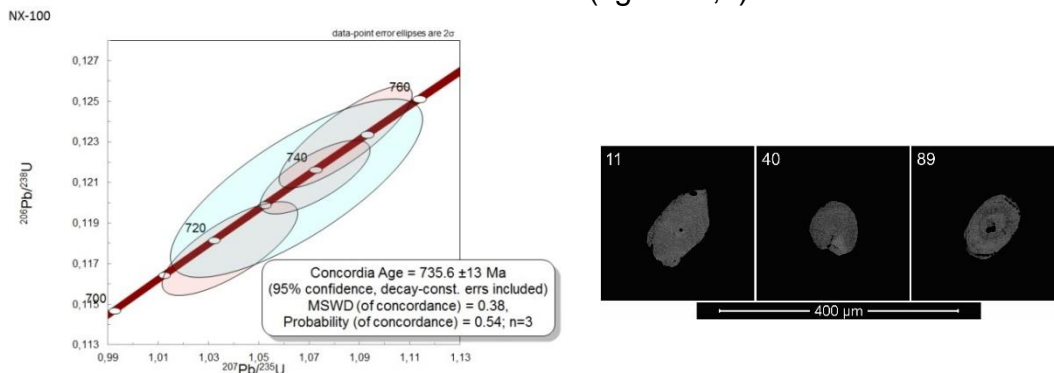 NX-100
data-point error ellipses are 2σ
0,127
0,125
0,123
0,121
0,119
0,117
0,115
0,113
206Pb/238U
760
740
720
700
Concordia Age = 735.6 ±13 Ma
(95% confidence, decay-const. errs included)
MSWD (of concordance) = 0.38,
Probability (of concordance) = 0.54; n=3
0,99
1,01
1,03
1,05
1,07
1,09
1,11
1,13
207Pb/235U
11
40
89
400 µm